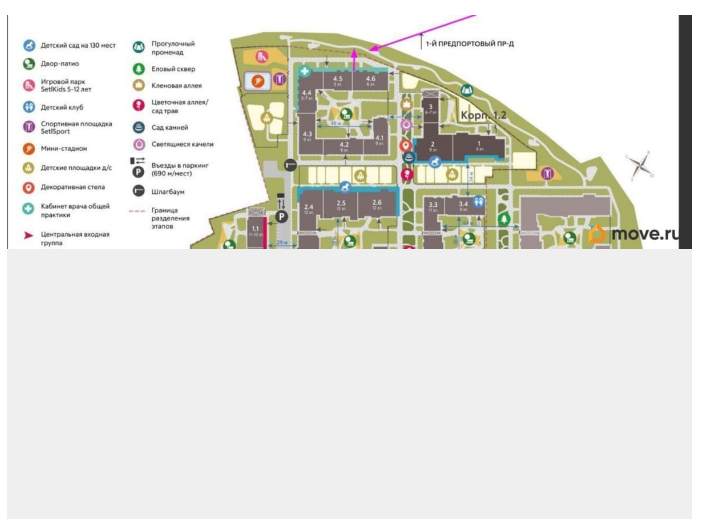 Детский сад на 130 мест
Двор-патио
Игровой парк
SetlKids 5-12 лет
Детский клуб
Спортивная площадка
SetlSport
Мини-стадион
Детские площадки д/с
Декоративная стела
Кабинет врача общей
практики
Центральная входная
группа
Прогулочный
променад
Еловый сквер
Кленовая аллея
Цветочная аллея/
сад трав
Сад камней
Светящиеся качели
Въезды в паркинг
(690 м/мест)
Шлагбаум
Граница
разделения
этапов
1-Й ПРЕДПОРТОВЫЙ ПР-Д
Корп. 1.2
4.5
4.6
4.4
4.3
4.2
4.1
3
2
1
2.4
2.5
2.6
3.3
3.4
1.1
P
P
move.ru